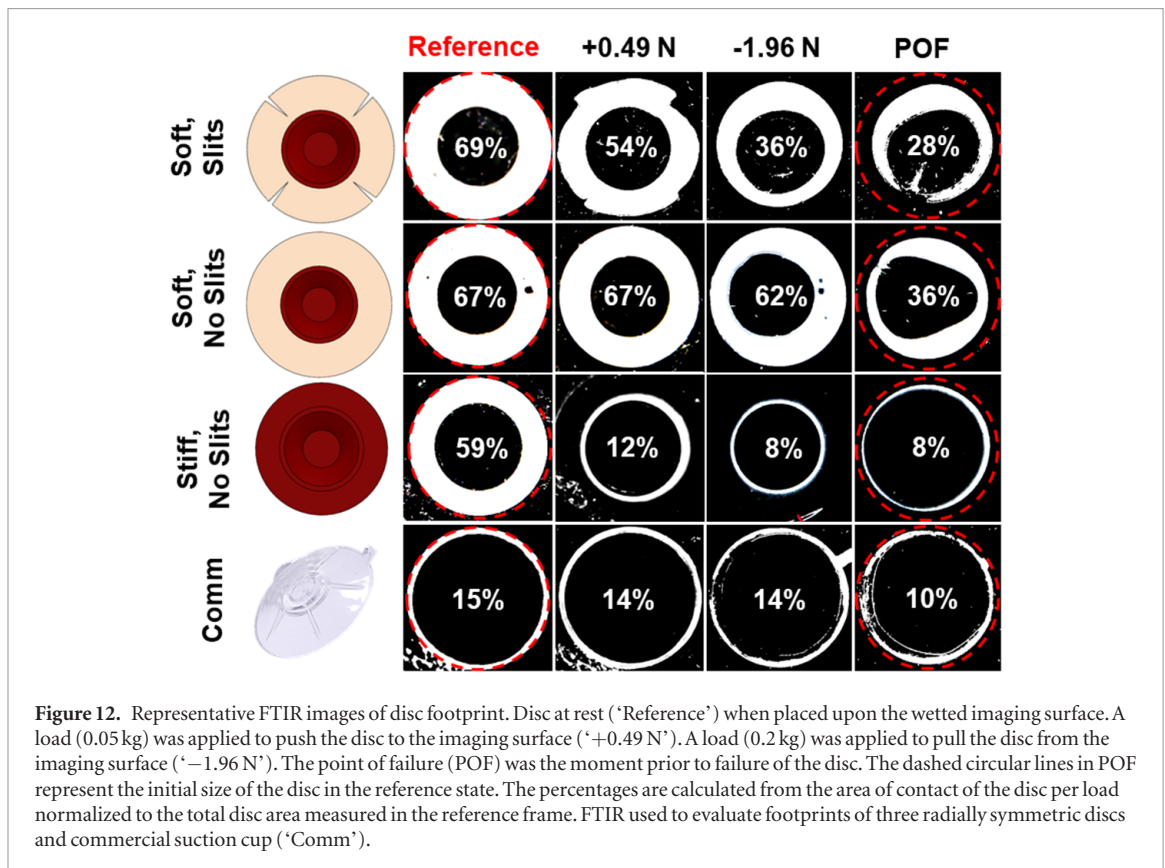 Reference +0.49 N -1.96 N POF
Soft, Slits 69% 54% 36% 28%
Soft, No Slits 67% 67% 62% 36%
Stiff, No Slits 59% 12% 8% 8%
Comm 15% 14% 14% 10%
Figure 12. Representative FTIR images of disc footprint. Disc at rest (‘Reference’) when placed upon the wetted imaging surface. A
load (0.05 kg) was applied to push the disc to the imaging surface (‘+0.49 N’). A load (0.2 kg) was applied to pull the disc from the
imaging surface (‘−1.96 N’). The point of failure (POF) was the moment prior to failure of the disc. The dashed circular lines in POF
represent the initial size of the disc in the reference state. The percentages are calculated from the area of contact of the disc per load
normalized to the total disc area measured in the reference frame. FTIR used to evaluate footprints of three radially symmetric discs
and commercial suction cup (‘Comm’).